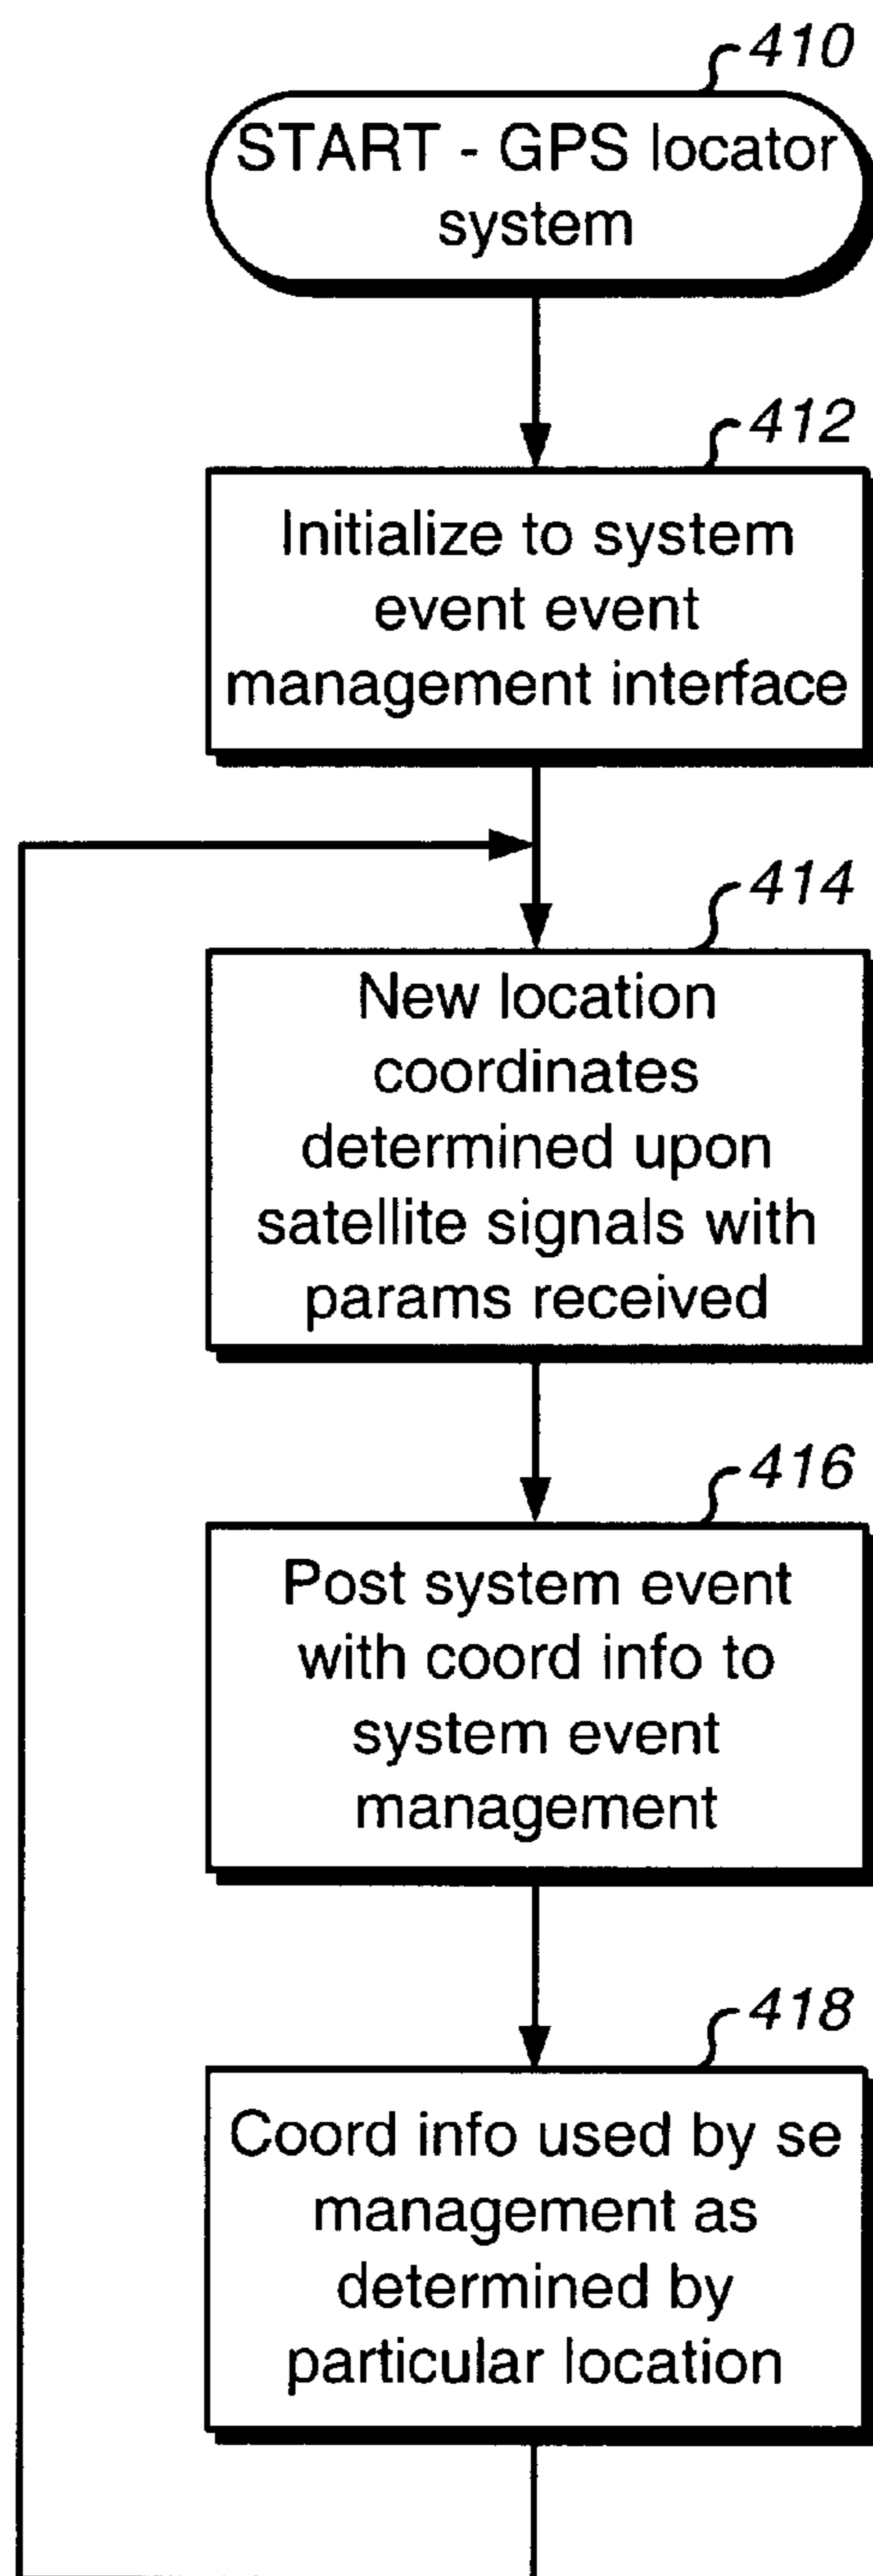 410
START - GPS locator
system
412
Initialize to system
event event
management interface
414
New location
coordinates
determined upon
satellite signals with
params received
416
Post system event
with coord info to
system event
management
418
Coord info used by se
management as
determined by
particular location